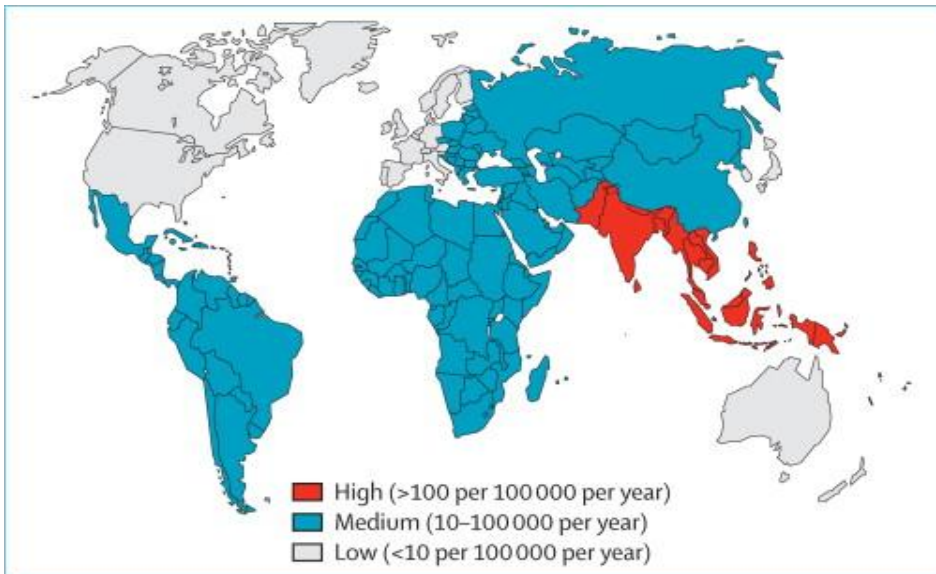 High (>100 per 100 000 per year)
Medium (10–100 000 per year)
Low (<10 per 100 000 per year)